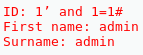 ID: 1’ and 1=1#
First name: admin
Surname: admin